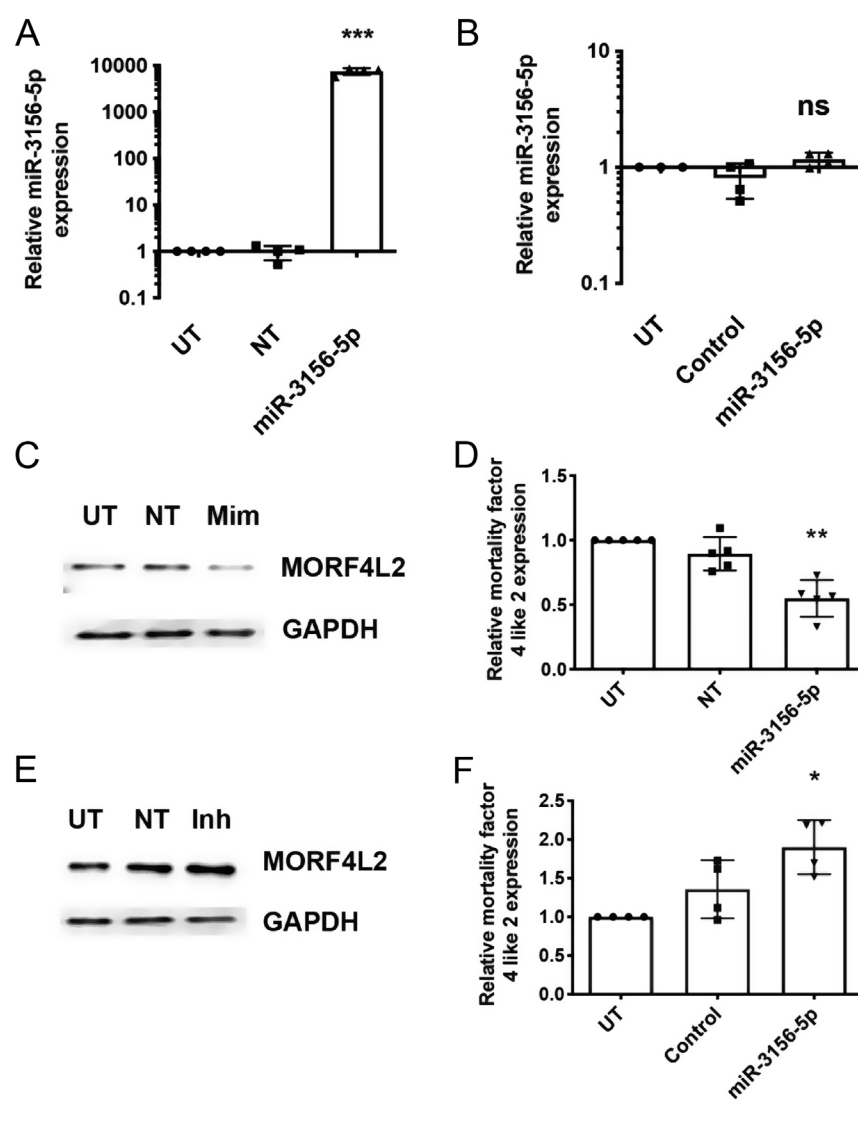 A
***
Relative miR-3156-5p
expression
10000
1000
100
10
1
0.1
UT
NT
miR-3156-5p
B
Relative miR-3156-5p
expression
10
1
0.1
ns
UT
Control
miR-3156-5p
C
UT NT Mim
MORF4L2
GAPDH
D
Relative mortality factor
4 like 2 expression
1.5
1.0
0.5
0.0
**
UT
NT
miR-3156-5p
E
UT NT Inh
MORF4L2
GAPDH
F
Relative mortality factor
4 like 2 expression
2.5
2.0
1.5
1.0
0.5
0.0
*
UT
Control
miR-3156-5p